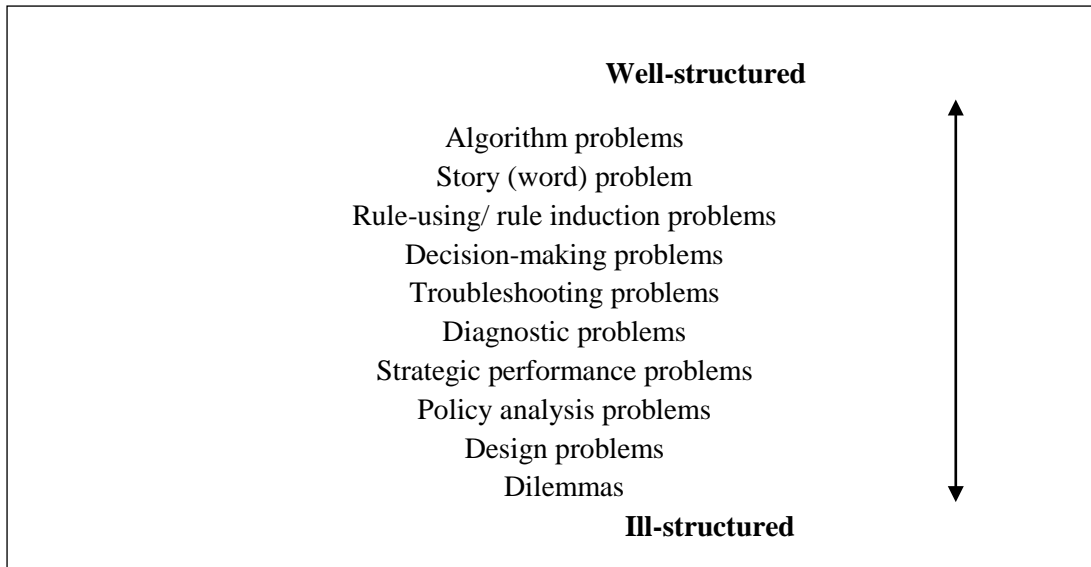 Well-structured
Algorithm problems
Story (word) problem
Rule-using/ rule induction problems
Decision-making problems
Troubleshooting problems
Diagnostic problems
Strategic performance problems
Policy analysis problems
Design problems
Dilemmas
Ill-structured